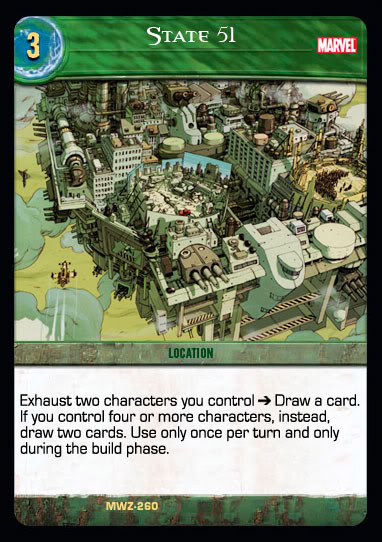 3
State 51
MARVEL
LOCATION
Exhaust two characters you control ➔ Draw a card.
If you control four or more characters, instead,
draw two cards. Use only once per turn and only
during the build phase.
MWZ-260